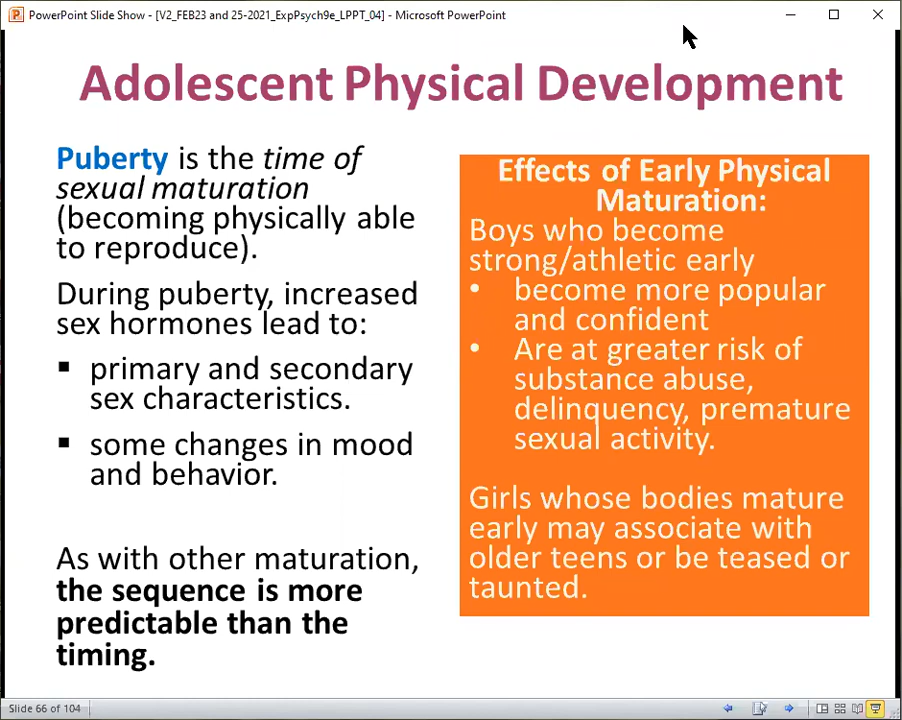 PowerPoint Slide Show - [V2_FEB23 and 25-2021_ExpPsych9e_LPPT_04] - Microsoft PowerPoint
Adolescent Physical Development
Puberty is the time of
sexual maturation
(becoming physically able
to reproduce).
During puberty, increased
sex hormones lead to:
▪ primary and secondary
sex characteristics.
▪ some changes in mood
and behavior.
As with other maturation,
the sequence is more
predictable than the
timing.
Effects of Early Physical
Maturation:
Boys who become
strong/athletic early
• become more popular
and confident
• Are at greater risk of
substance abuse,
delinquency, premature
sexual activity.
Girls whose bodies mature
early may associate with
older teens or be teased or
taunted.
Slide 66 of 104